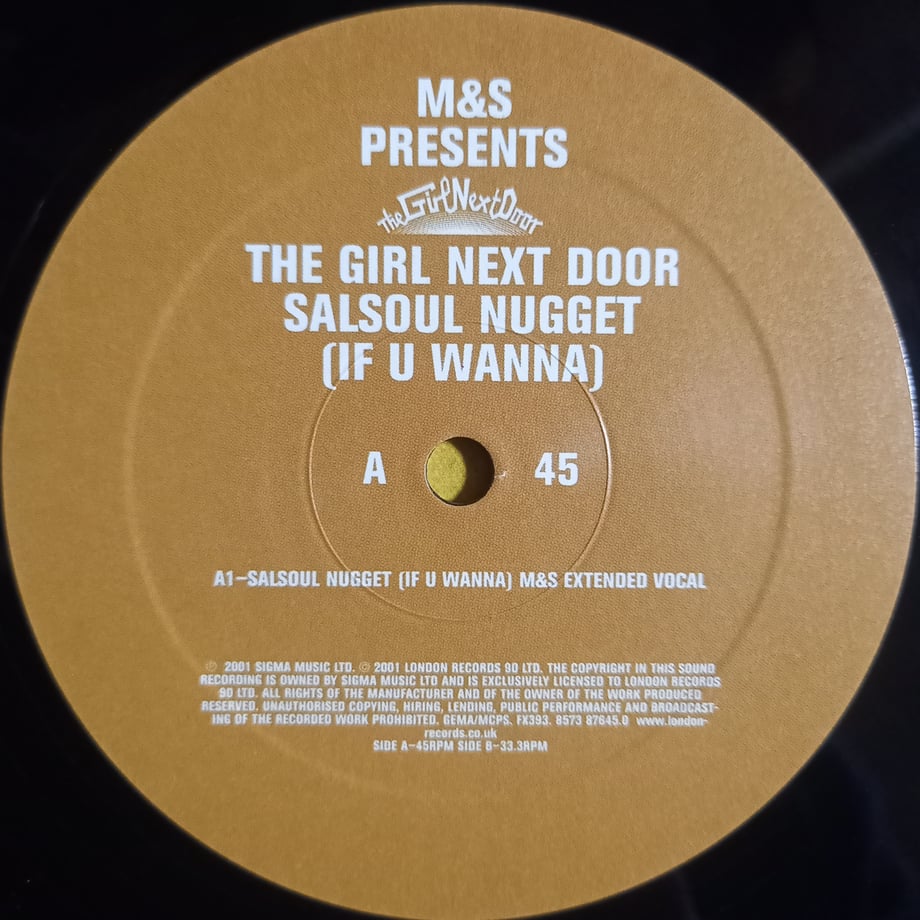 M&S
PRESENTS
The Girl Next Door
THE GIRL NEXT DOOR
SALSOUL NUGGET
(IF U WANNA)
A 45
A1–SALSOUL NUGGET (IF U WANNA) M&S EXTENDED VOCAL
℗ 2001 SIGMA MUSIC LTD. © 2001 LONDON RECORDS 90 LTD. THE COPYRIGHT IN THIS SOUND
RECORDING IS OWNED BY SIGMA MUSIC LTD AND IS EXCLUSIVELY LICENSED TO LONDON RECORDS
90 LTD. ALL RIGHTS OF THE MANUFACTURER AND OF THE OWNER OF THE WORK PRODUCED
RESERVED. UNAUTHORISED COPYING, HIRING, LENDING, PUBLIC PERFORMANCE AND BROADCAST-
ING OF THE RECORDED WORK PROHIBITED. GEMA/MCPS. FX393. 8573 87645.0 www.london-
records.co.uk
SIDE A–45RPM SIDE B–33.3RPM